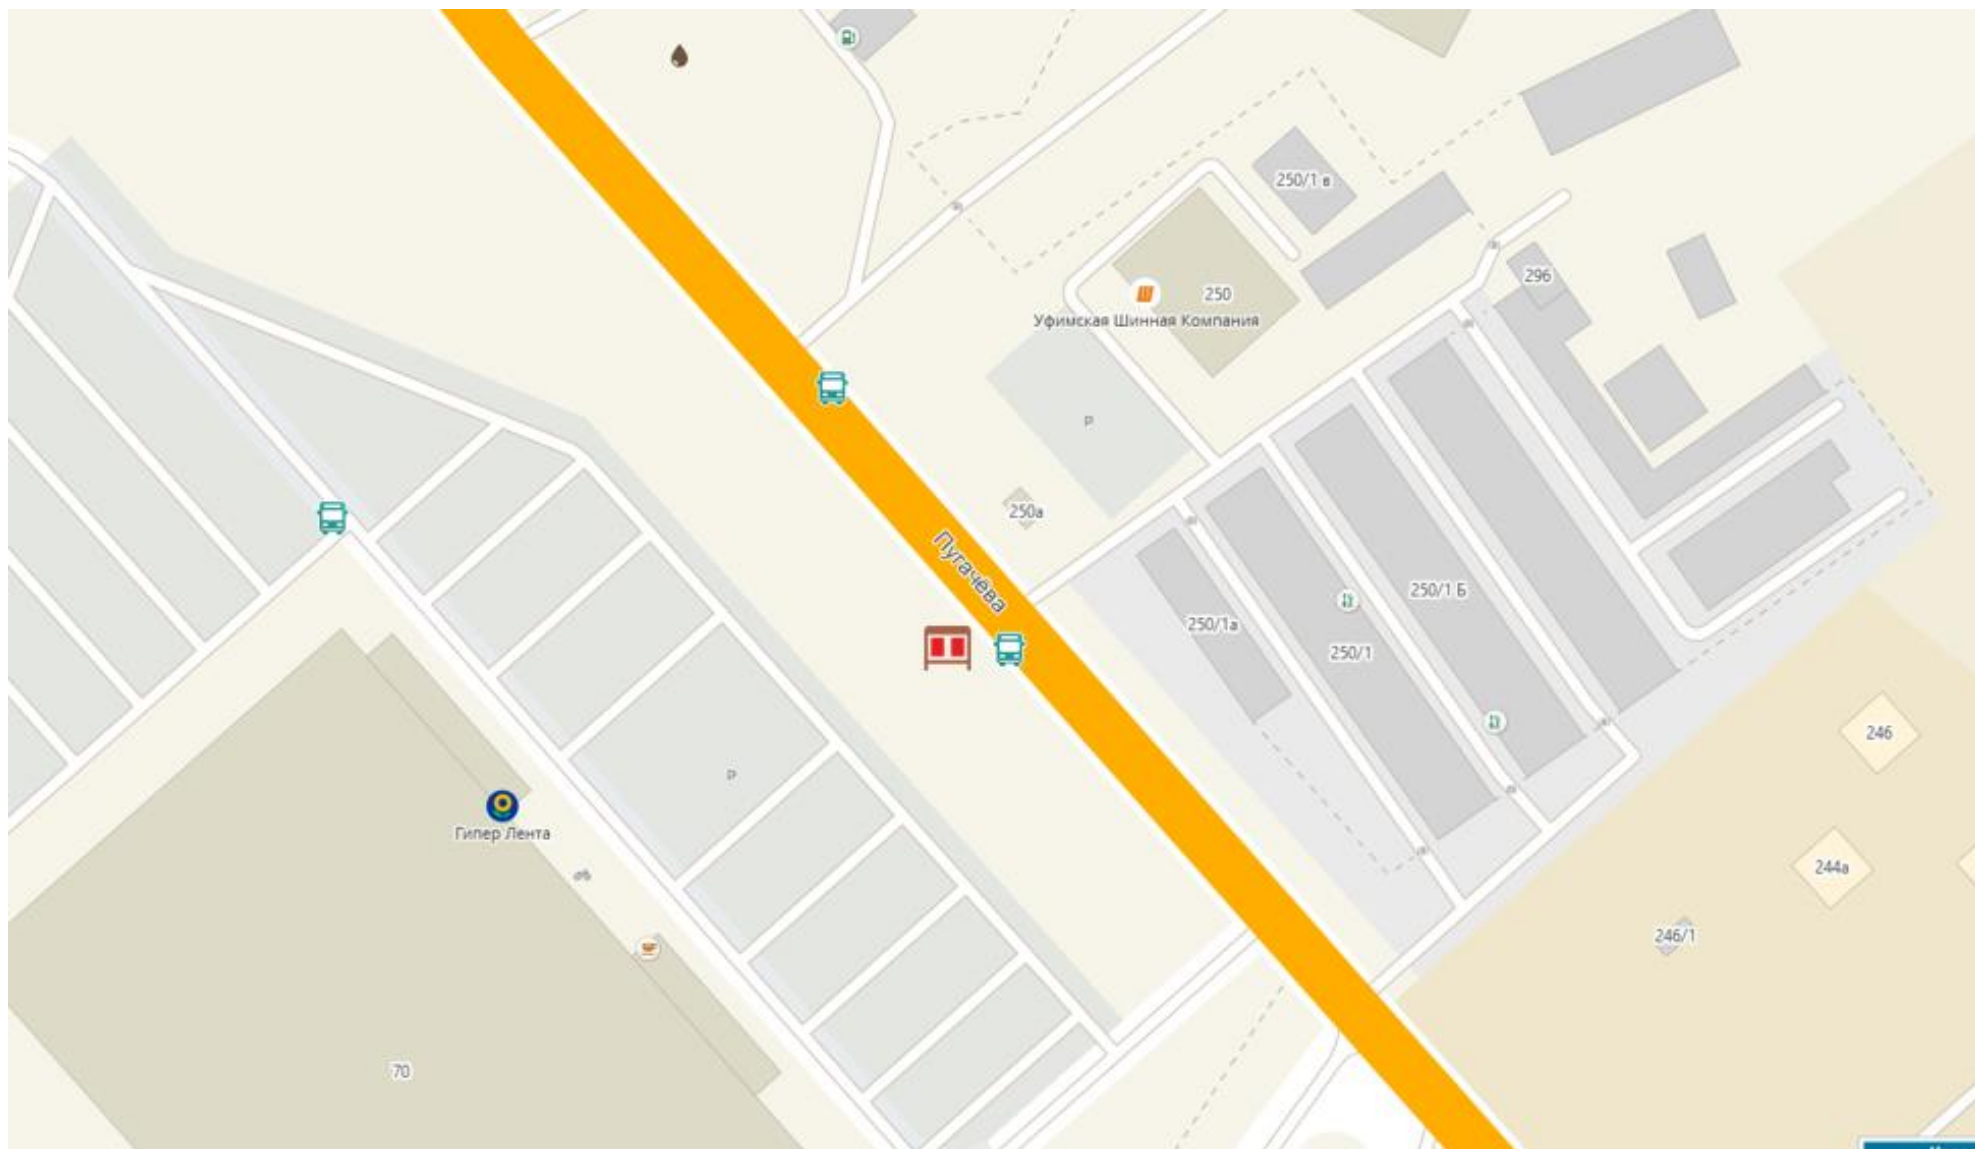 250/1 в
296
250
Уфимская Шинная Компания
P
250а
Пугачёва
250/1 Б
250/1а
250/1
246
P
Гипер Лента
244а
246/1
70